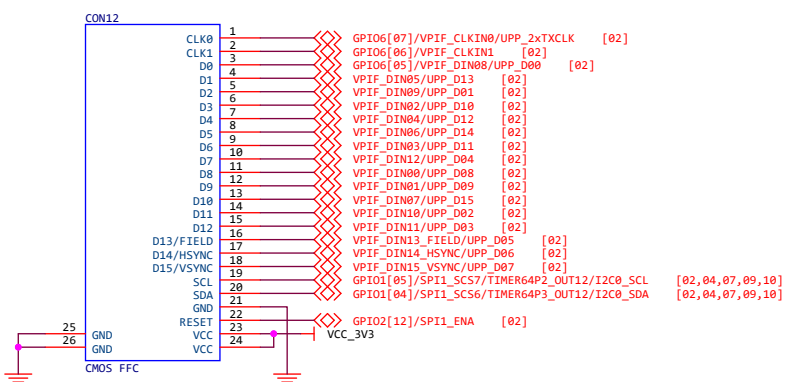 CON12
CLK0 1 GPIO6[07]/VPIF_CLKIN0/UPP_2xTXCLK [02]
CLK1 2 GPIO6[06]/VPIF_CLKIN1 [02]
D0 3 GPIO6[05]/VPIF_DIN08/UPP_D00 [02]
D1 4 VPIF_DIN05/UPP_D13 [02]
D2 5 VPIF_DIN09/UPP_D01 [02]
D3 6 VPIF_DIN02/UPP_D10 [02]
D4 7 VPIF_DIN04/UPP_D12 [02]
D5 8 VPIF_DIN06/UPP_D14 [02]
D6 9 VPIF_DIN03/UPP_D11 [02]
D7 10 VPIF_DIN12/UPP_D04 [02]
D8 11 VPIF_DIN00/UPP_D08 [02]
D9 12 VPIF_DIN01/UPP_D09 [02]
D10 13 VPIF_DIN07/UPP_D15 [02]
D11 14 VPIF_DIN10/UPP_D02 [02]
D12 15 VPIF_DIN11/UPP_D03 [02]
D13/FIELD 16 VPIF_DIN13_FIELD/UPP_D05 [02]
D14/HSYNC 17 VPIF_DIN14_HSYNC/UPP_D06 [02]
D15/VSYNC 18 VPIF_DIN15_VSYNC/UPP_D07 [02]
SCL 19 GPIO1[05]/SPI1_SCS7/TIMER64P2_OUT12/I2C0_SCL [02,04,07,09,10]
SDA 20 GPIO1[04]/SPI1_SCS6/TIMER64P3_OUT12/I2C0_SDA [02,04,07,09,10]
GND 21
RESET 22 GPIO2[12]/SPI1_ENA [02]
25 GND VCC 23 VCC_3V3
26 GND VCC 24
CMOS FFC